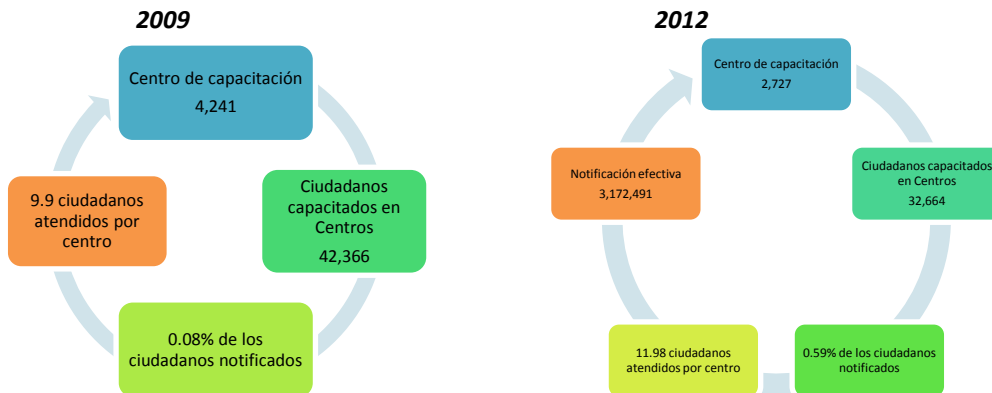 2009
Centro de capacitación
4,241
Ciudadanos
capacitados en
Centros
42,366
0.08% de los
ciudadanos notificados
9.9 ciudadanos
atendidos por
centro
2012
Centro de capacitación
2,727
Ciudadanos capacitados
en Centros
32,664
0.59% de los ciudadanos
notificados
11.98 ciudadanos
atendidos por centro
Notificación efectiva
3,172,491